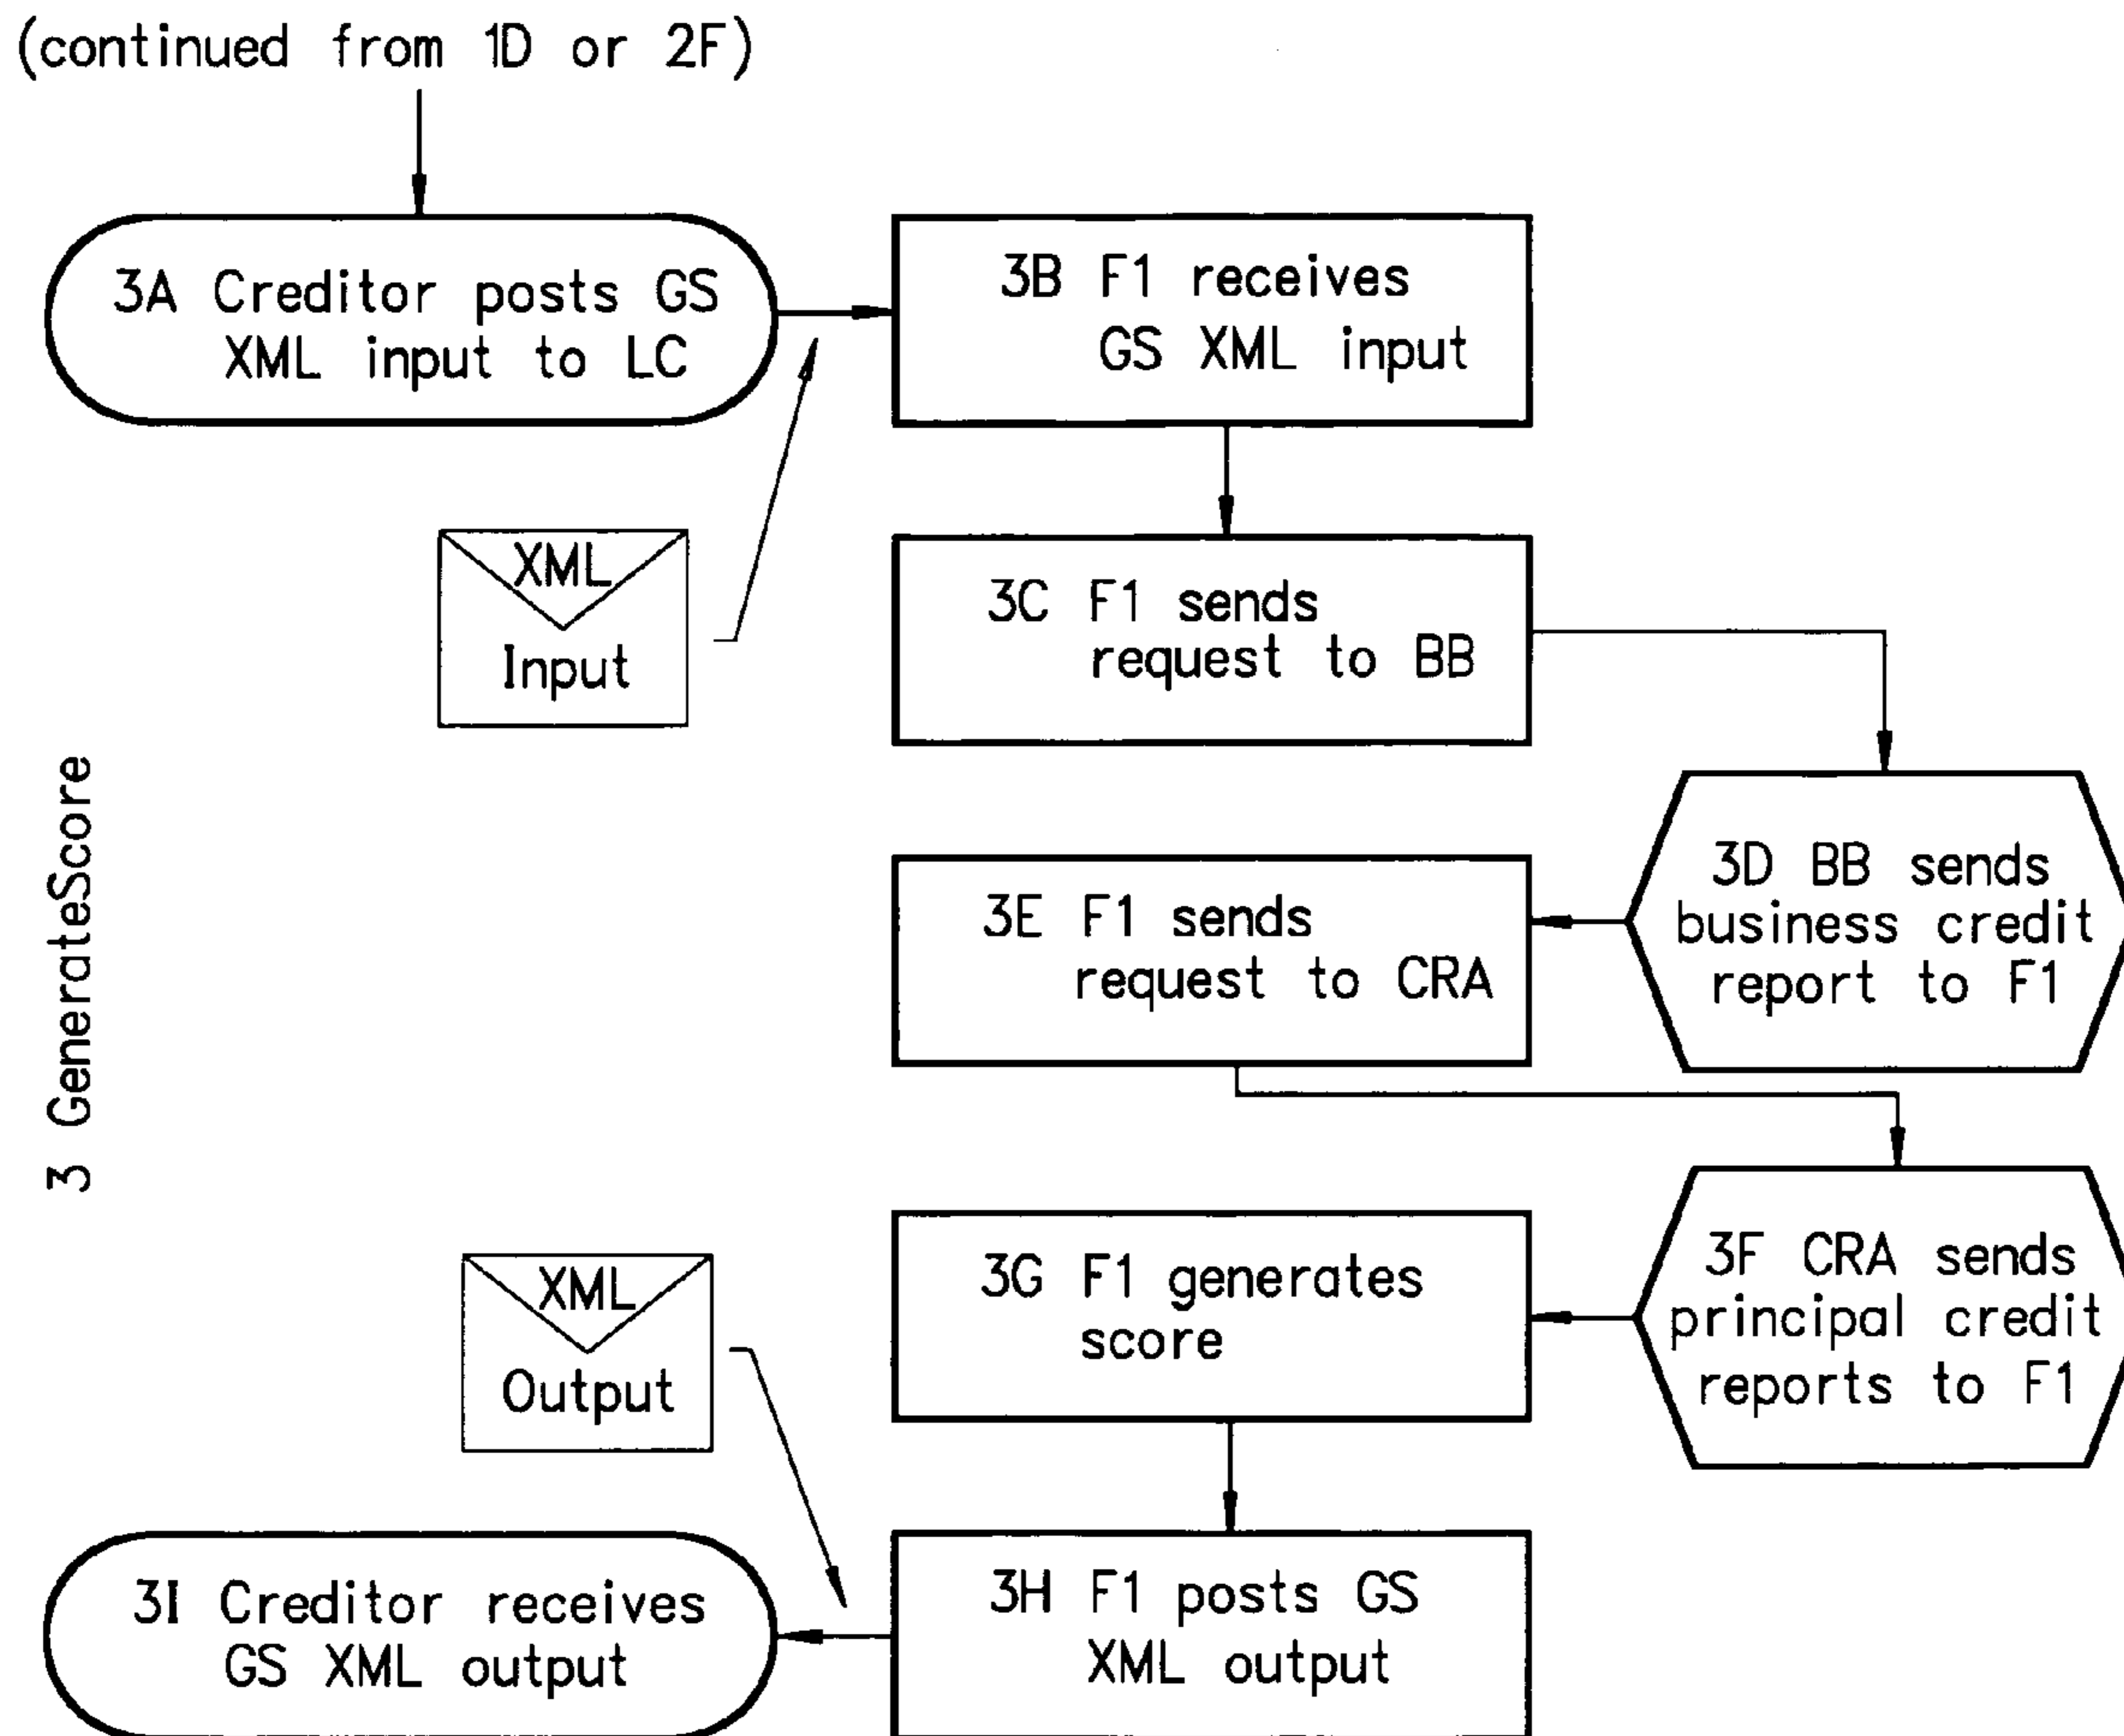 (continued from 1D or 2F)
3A Creditor posts GS
XML input to LC
3B F1 receives
GS XML input
XML
Input
3C F1 sends
request to BB
3D BB sends
business credit
report to F1
3E F1 sends
request to CRA
3 GenerateScore
3F CRA sends
principal credit
reports to F1
3G F1 generates
score
XML
Output
3H F1 posts GS
XML output
3I Creditor receives
GS XML output